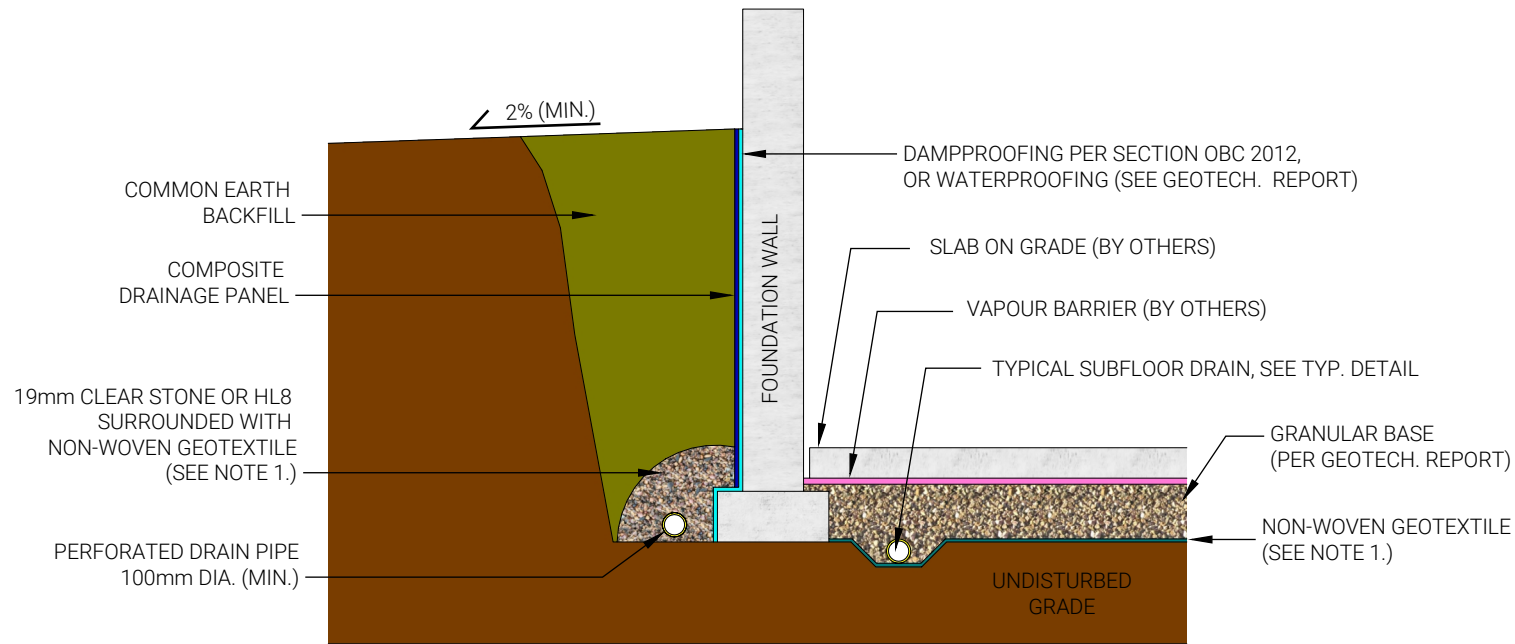 2% (MIN.)
COMMON EARTH
BACKFILL
COMPOSITE
DRAINAGE PANEL
19mm CLEAR STONE OR HL8
SURROUNDED WITH
NON-WOVEN GEOTEXTILE
(SEE NOTE 1.)
PERFORATED DRAIN PIPE
100mm DIA. (MIN.)
FOUNDATION WALL
DAMPPROOFING PER SECTION OBC 2012,
OR WATERPROOFING (SEE GEOTECH. REPORT)
SLAB ON GRADE (BY OTHERS)
VAPOUR BARRIER (BY OTHERS)
TYPICAL SUBFLOOR DRAIN, SEE TYP. DETAIL
GRANULAR BASE
(PER GEOTECH. REPORT)
NON-WOVEN GEOTEXTILE
(SEE NOTE 1.)
UNDISTURBED
GRADE